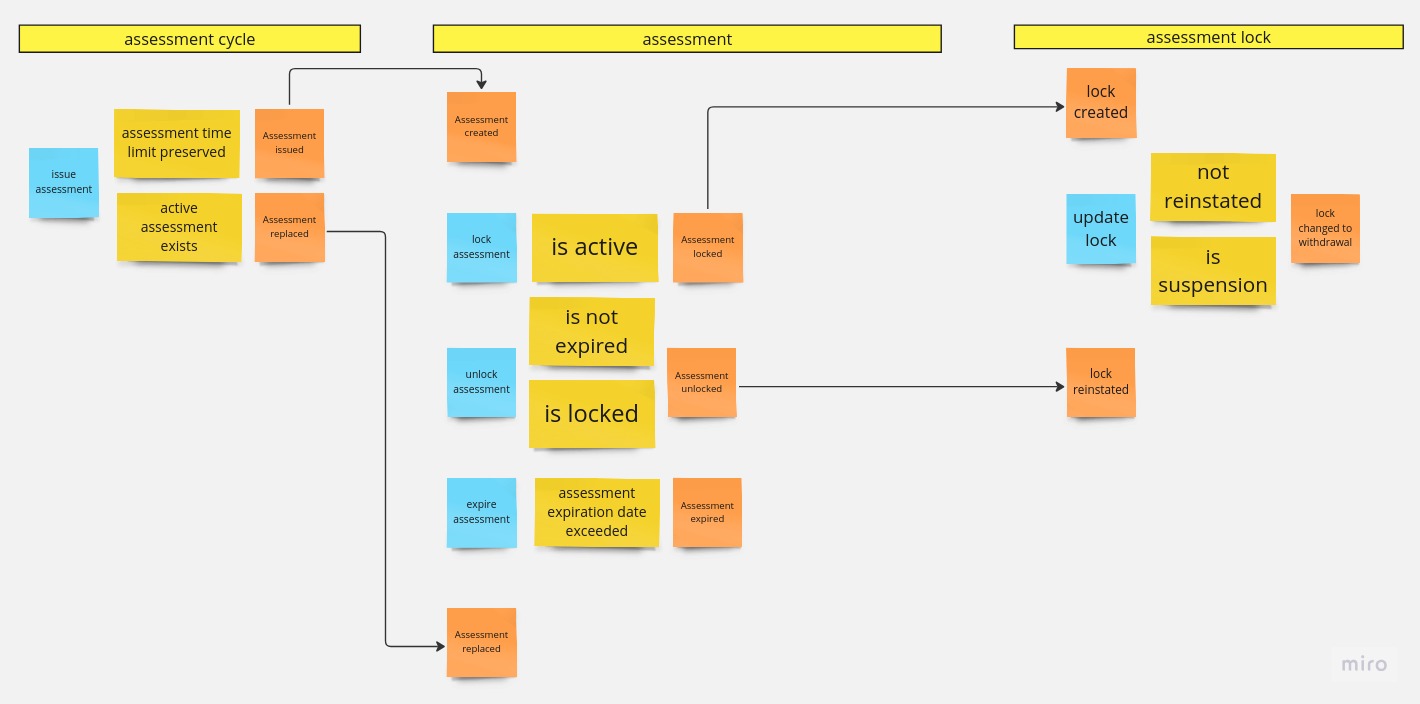 assessment cycle
assessment
assessment lock
issue
assessment
assessment time
limit preserved
Assessment
issued
active
assessment
exists
Assessment
replaced
Assessment
created
lock
assessment
is active
Assessment
locked
is not
expired
unlock
assessment
is locked
Assessment
unlocked
expire
assessment
assessment
expiration date
exceeded
Assessment
expired
Assessment
replaced
lock
created
update
lock
not
reinstated
is
suspension
lock
changed to
withdrawal
lock
reinstated
miro